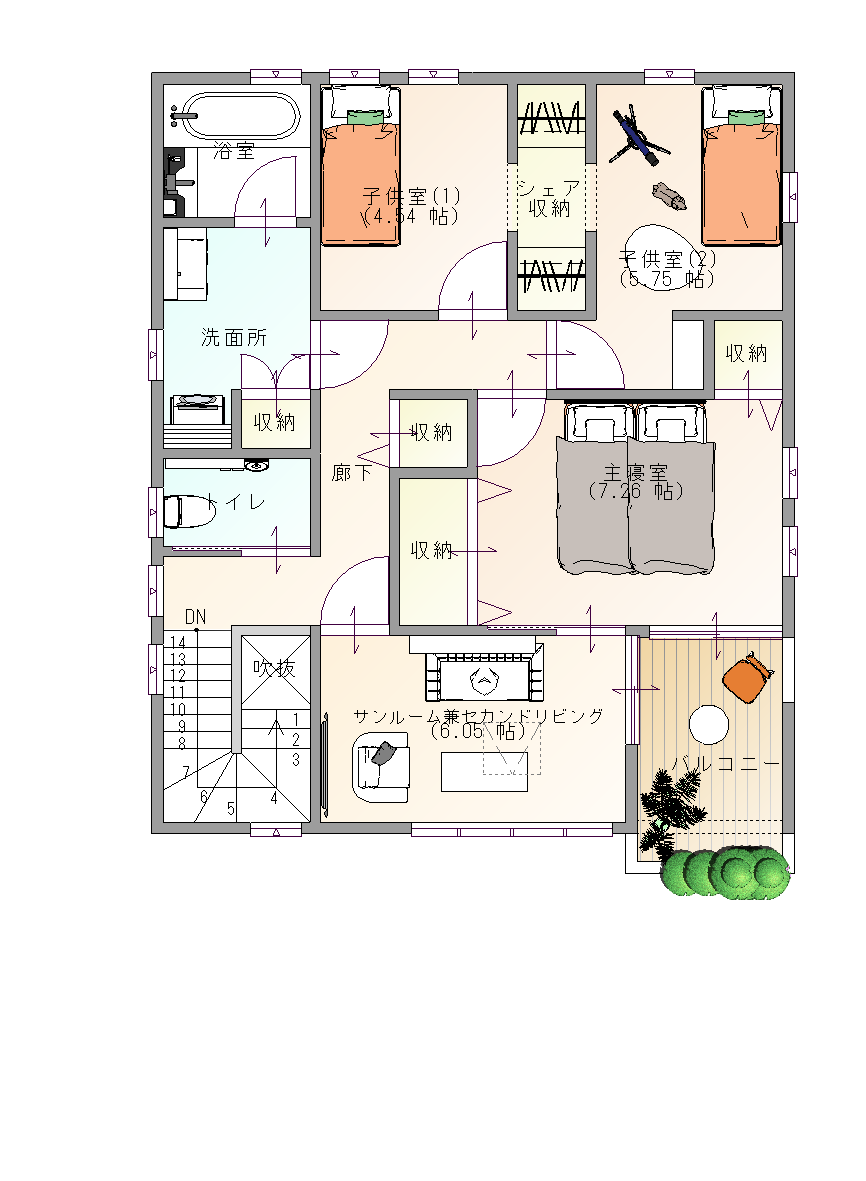 浴室
子供室(1)
(4.54 帖)
シェア
収納
子供室(2)
(5.75 帖)
洗面所
収納
収納
収納
廊下
主寝室
(7.26 帖)
トイレ
収納
DN
14
13
12
11
10
9
8
7
6
5
4
3
2
1
吹抜
サンルーム兼セカンドリビング
(6.05 帖)
バルコニー